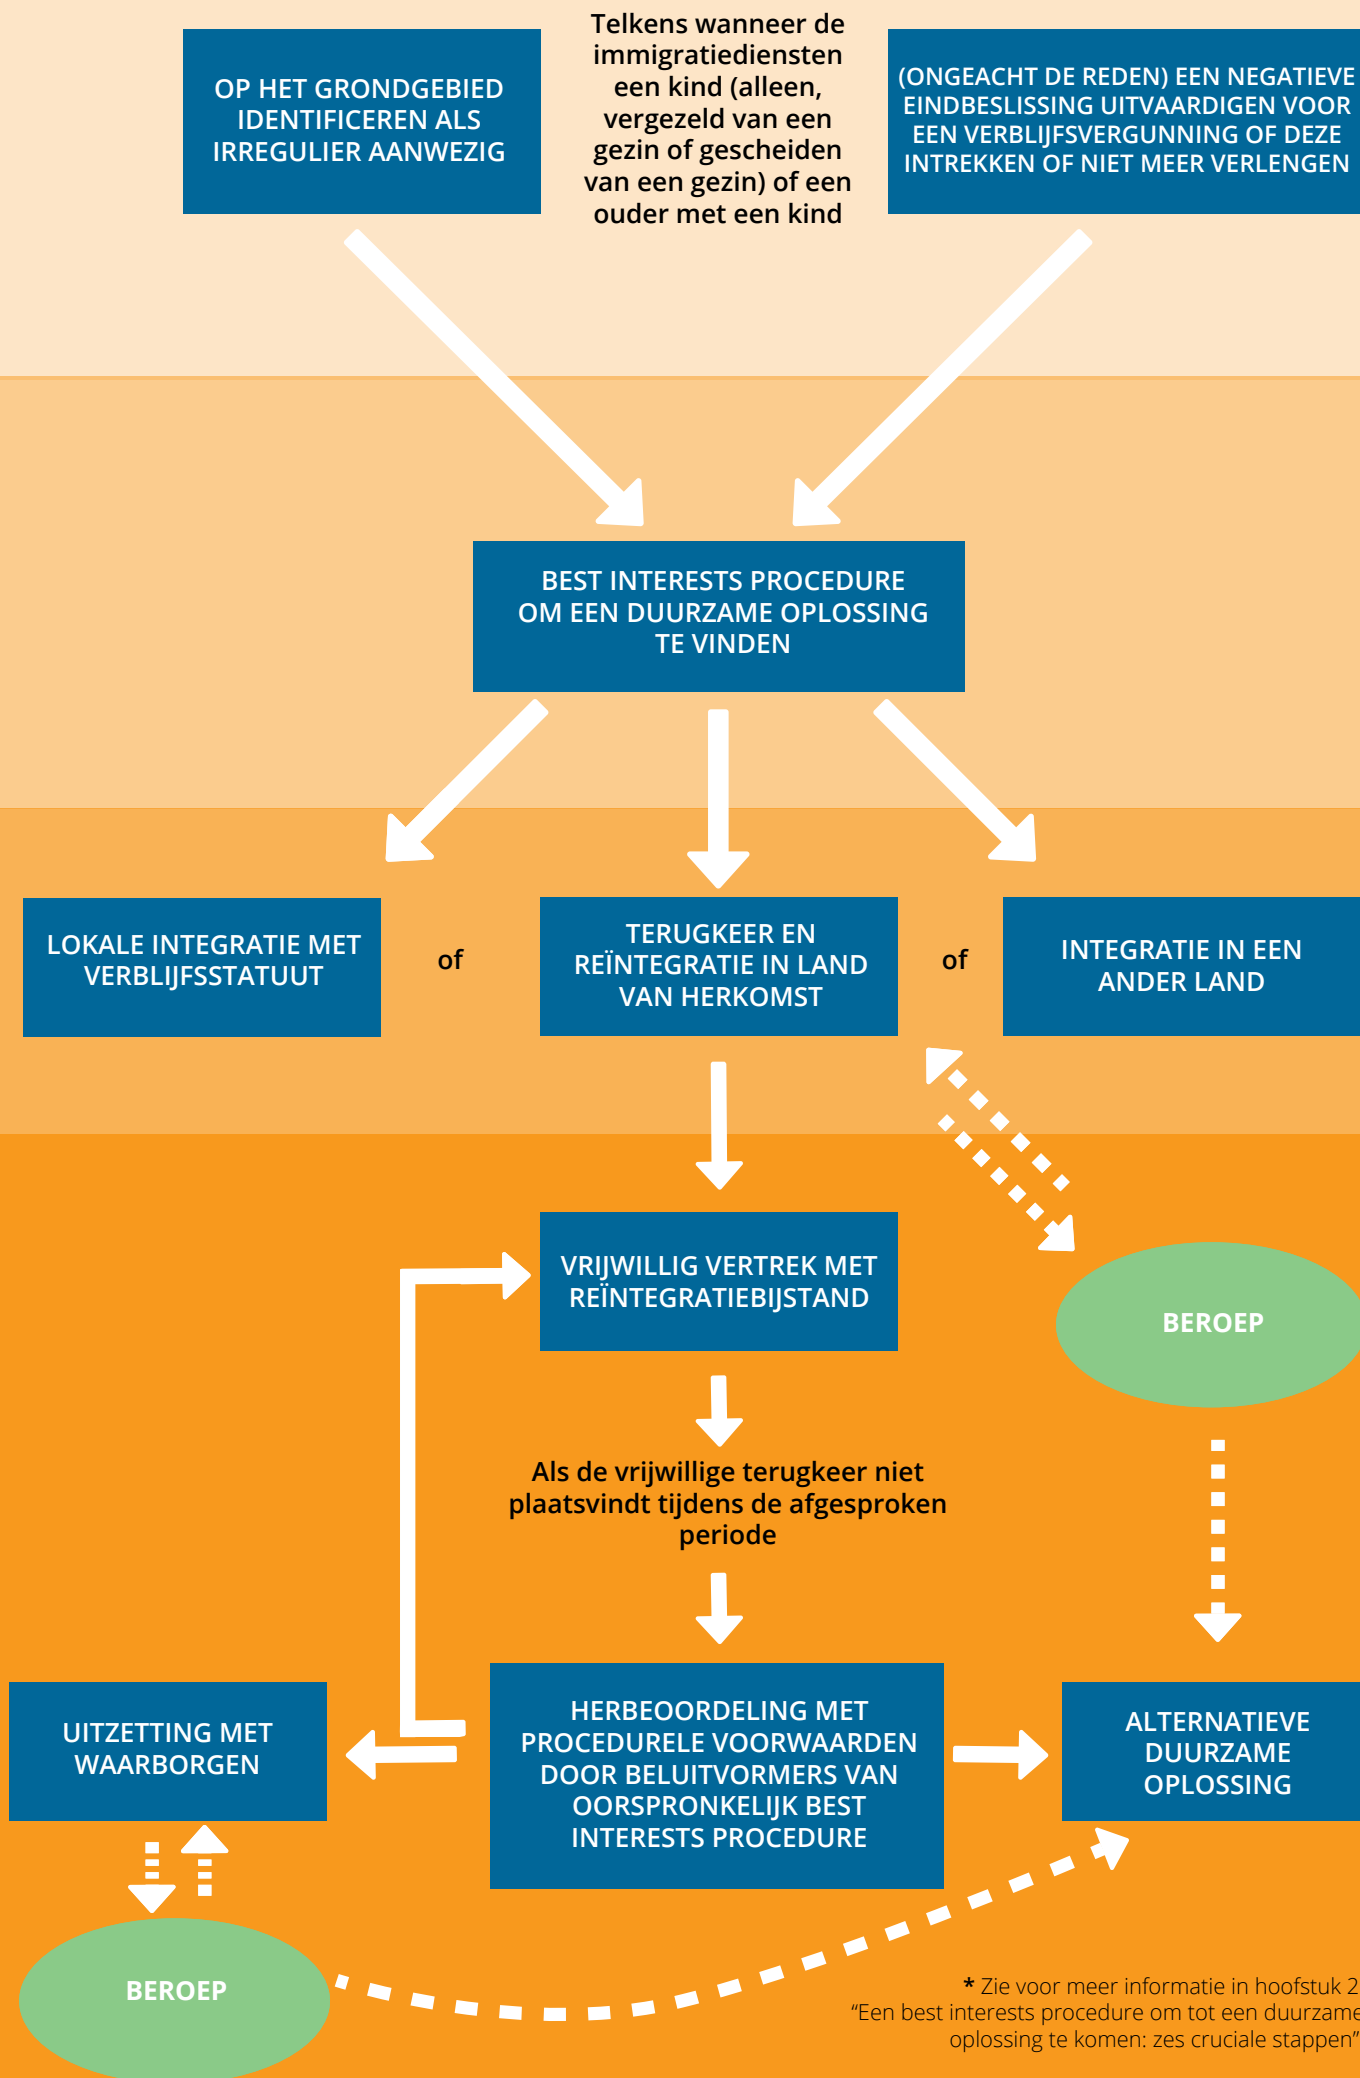 OP HET GRONDGEBIED
IDENTIFICEREN ALS
IRREGULIER AANWEZIG
Telkens wanneer de
immigratiediensten
een kind (alleen,
vergezeld van een
gezin of gescheiden
van een gezin) of een
ouder met een kind
(ONGEACHT DE REDEN) EEN NEGATIEVE
EINDBESLISSING UITVAARDIGEN VOOR
EEN VERBLIJFSVERGUNNING OF DEZE
INTREKKEN OF NIET MEER VERLENGEN
BEST INTERESTS PROCEDURE
OM EEN DUURZAME OPLOSSING
TE VINDEN
LOKALE INTEGRATIE MET
VERBLIJFSSTATUUT
of
TERUGKEER EN
REÏNTEGRATIE IN LAND
VAN HERKOMST
of
INTEGRATIE IN EEN
ANDER LAND
VRIJWILLIG VERTREK MET
REÏNTEGRATIEBIJSTAND
BEROEP
Als de vrijwillige terugkeer niet
plaatsvindt tijdens de afgesproken
periode
UITZETTING MET
WAARBORGEN
HERBEOORDELING MET
PROCEDURELE VOORWAARDEN
DOOR BELUITVORMERS VAN
OORSPRONKELIJK BEST
INTERESTS PROCEDURE
ALTERNATIEVE
DUURZAME
OPLOSSING
BEROEP
* Zie voor meer informatie in hoofstuk 2
“Een best interests procedure om tot een duurzame
oplossing te komen: zes cruciale stappen”